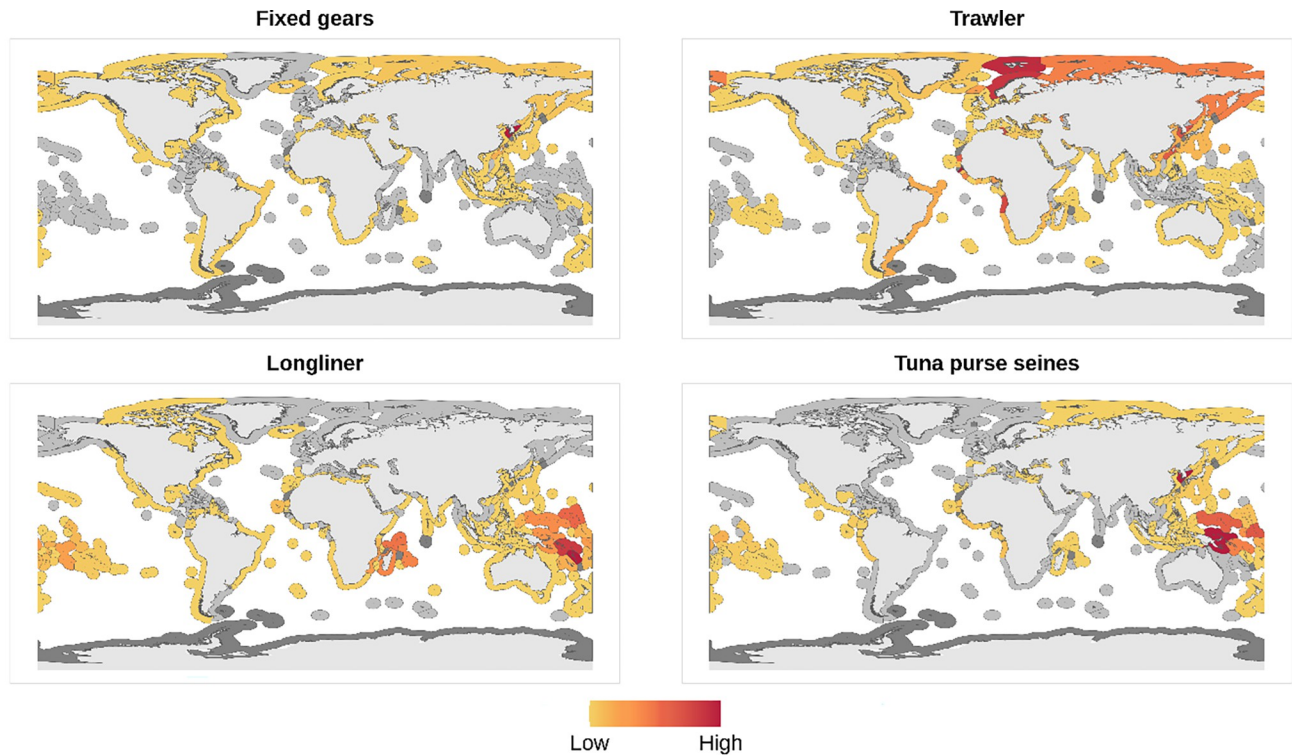 Fixed gears
Trawler
Longliner
Tuna purse seines
Low
High